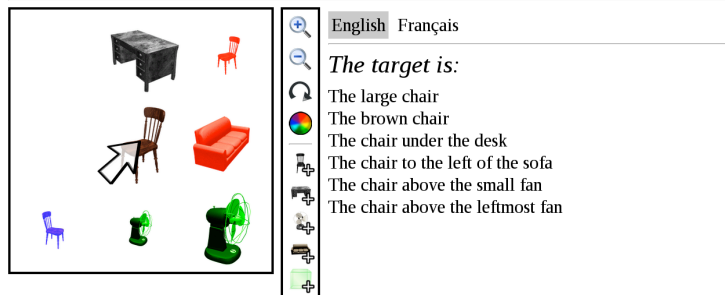 English Français
The target is:
The large chair
The brown chair
The chair under the desk
The chair to the left of the sofa
The chair above the small fan
The chair above the leftmost fan